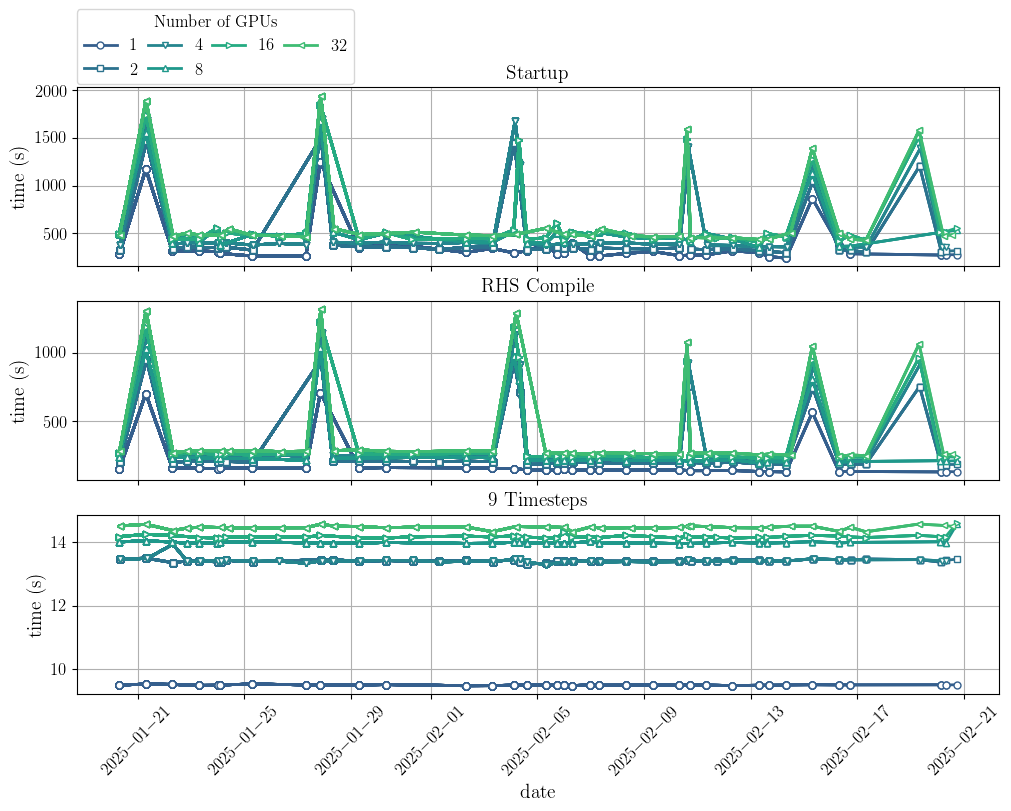 Number of GPUs
1 4 16 32
2 8
Startup
2000
1500
1000
500
time (s)
RHS Compile
1000
500
time (s)
9 Timesteps
14
12
10
time (s)
2025−01−21
2025−01−25
2025−01−29
2025−02−01
2025−02−05
2025−02−09
2025−02−13
2025−02−17
2025−02−21
date